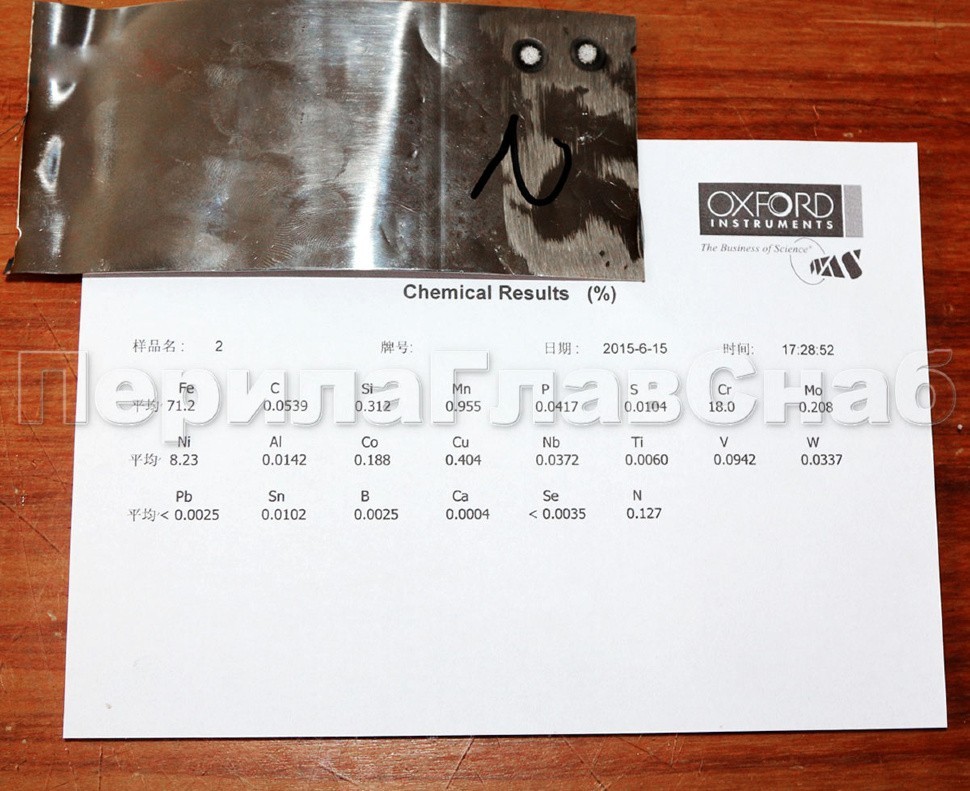 OXFORD
INSTRUMENTS
The Business of Science®
Chemical Results (%)
样品名: 2 牌号: 日期: 2015-6-15 时间: 17:28:52
ПерилаГлавСнаб
Fe C Si Mn P S Cr Mo
平均 71.2 0.0539 0.312 0.955 0.0417 0.0104 18.0 0.208
Ni Al Co Cu Nb Ti V W
平均 8.23 0.0142 0.188 0.404 0.0372 0.0060 0.0942 0.0337
Pb Sn B Ca Se N
平均 < 0.0025 0.0102 0.0025 0.0004 < 0.0035 0.127